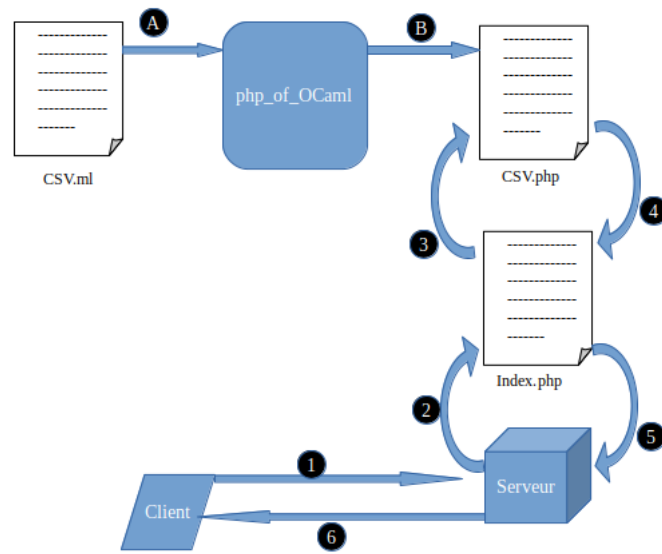 A
B
php_of_OCaml
CSV.ml
CSV.php
3
4
Index.php
2
5
1
Client
Serveur
6